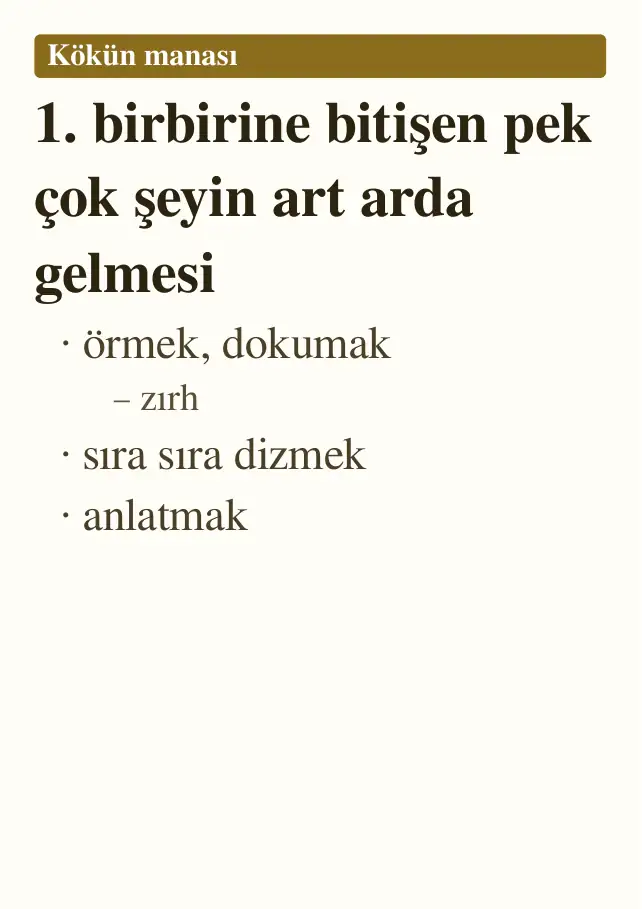 Kökün manası
1. birbirine bitişen pek
çok şeyin art arda
gelmesi
· örmek, dokumak
– zırh
· sıra sıra dizmek
· anlatmak